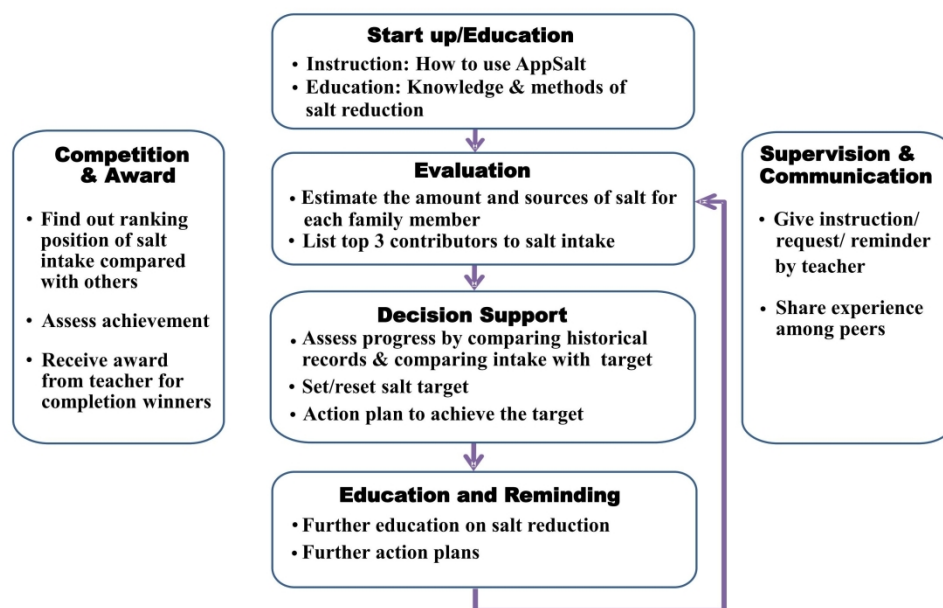 Start up/Education
• Instruction: How to use AppSalt
• Education: Knowledge & methods of
salt reduction
Competition
& Award
• Find out ranking
position of salt
intake compared
with others
• Assess achievement
• Receive award
from teacher for
completion winners
Evaluation
• Estimate the amount and sources of salt for
each family member
• List top 3 contributors to salt intake
Decision Support
• Assess progress by comparing historical
records & comparing intake with target
• Set/reset salt target
• Action plan to achieve the target
Education and Reminding
• Further education on salt reduction
• Further action plans
Supervision &
Communication
• Give instruction/
request/ reminder
by teacher
• Share experience
among peers